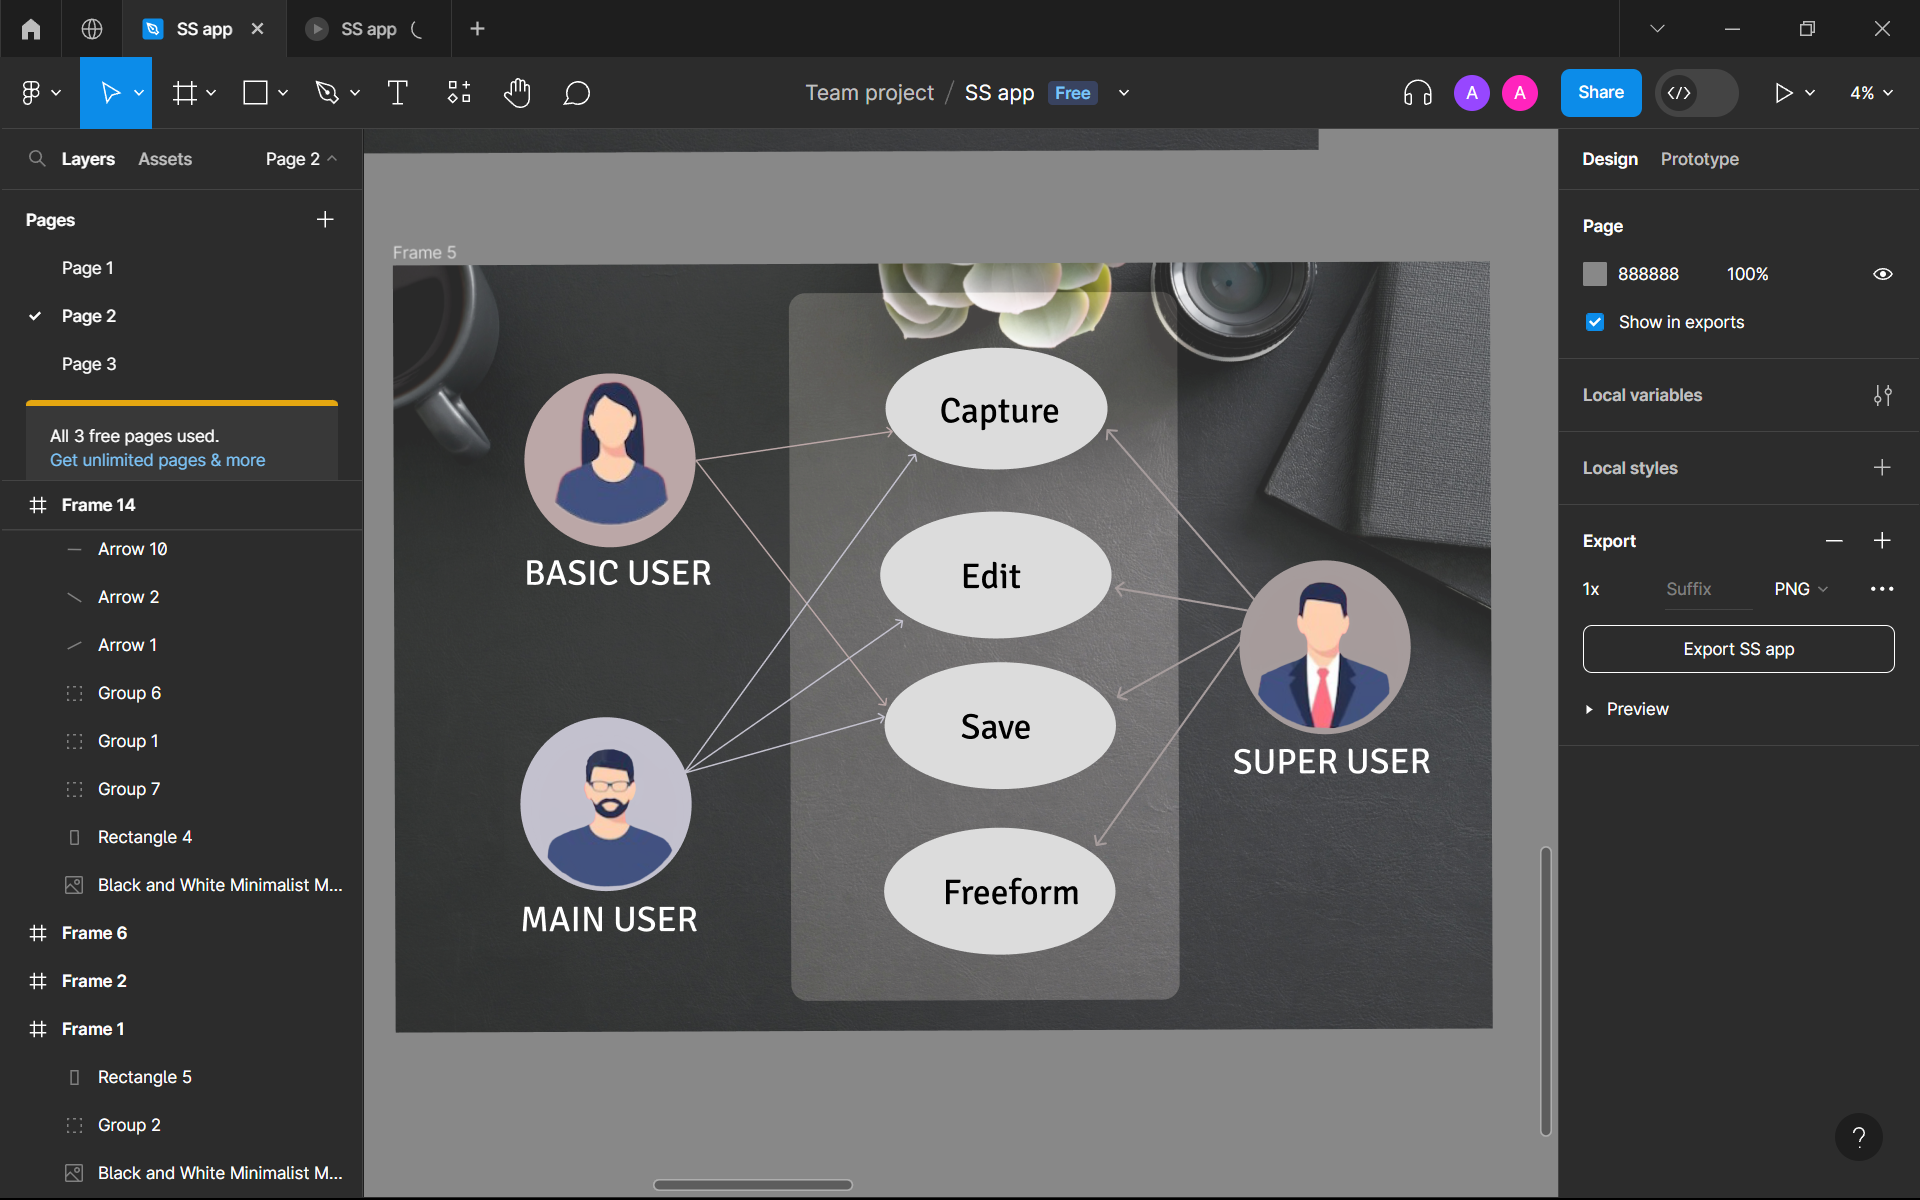 SS app
SS app
Team project / SS app Free
A
A
Share
4%
Layers
Assets
Page 2
Pages
Page 1
Page 2
Page 3
All 3 free pages used.
Get unlimited pages & more
Frame 14
Arrow 10
Arrow 2
Arrow 1
Group 6
Group 1
Group 7
Rectangle 4
Black and White Minimalist M...
Frame 6
Frame 2
Frame 1
Rectangle 5
Group 2
Black and White Minimalist M...
Frame 5
BASIC USER
MAIN USER
Capture
Edit
Save
Freeform
SUPER USER
Design
Prototype
Page
888888 100%
Show in exports
Local variables
Local styles
Export
1x Suffix PNG
Export SS app
Preview
?